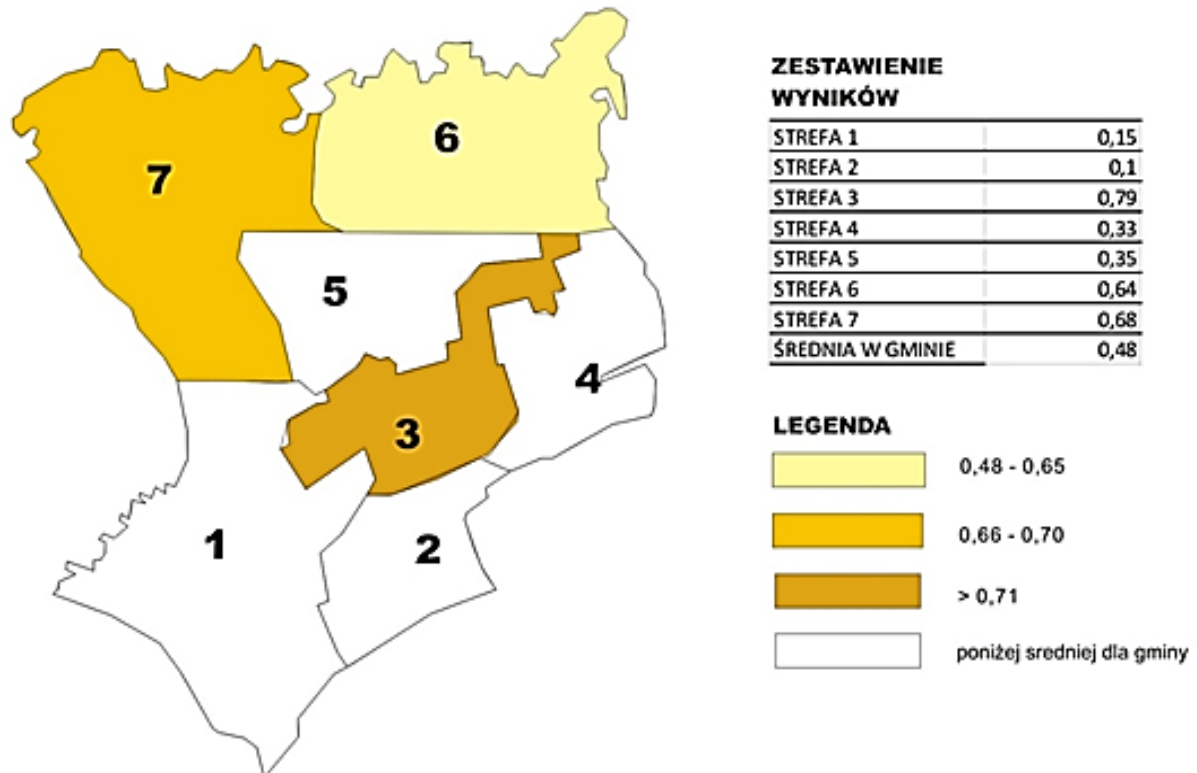 7
6
5
4
3
1
2
ZESTAWIENIE
WYNIKÓW
STREFA 1 0,15
STREFA 2 0,1
STREFA 3 0,79
STREFA 4 0,33
STREFA 5 0,35
STREFA 6 0,64
STREFA 7 0,68
ŚREDNIA W GMINIE 0,48
LEGENDA
0,48 - 0,65
0,66 - 0,70
> 0,71
poniżej sredniej dla gminy